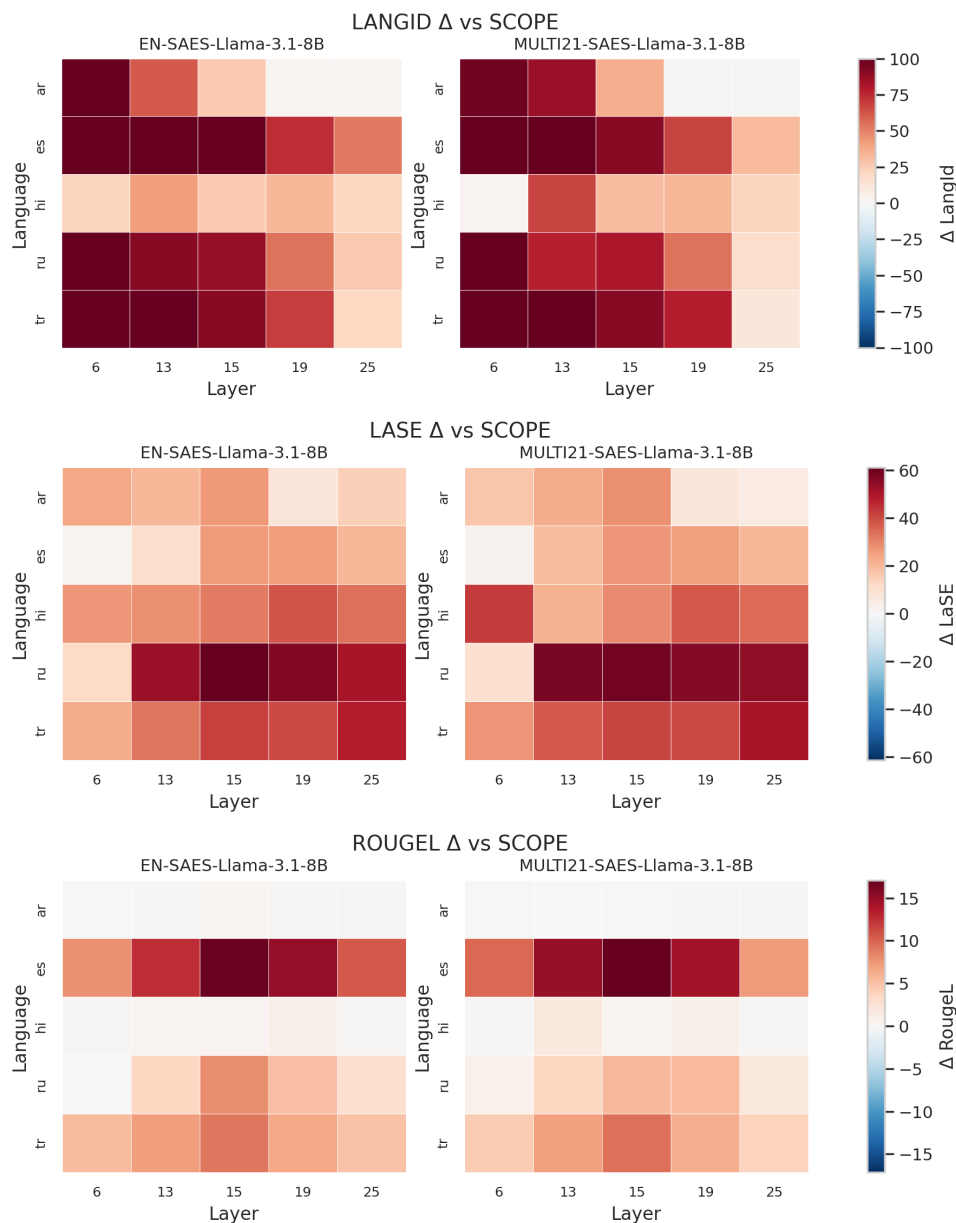 LANGID Δ vs SCOPE
EN-SAES-Llama-3.1-8B
MULTI21-SAES-Llama-3.1-8B
Language
ar
es
hi
ru
tr
6 13 15 19 25
Layer
Language
ar
es
hi
ru
tr
6 13 15 19 25
Layer
100
75
50
25
0
−25
−50
−75
−100
Δ LangId
LASE Δ vs SCOPE
EN-SAES-Llama-3.1-8B
MULTI21-SAES-Llama-3.1-8B
Language
ar
es
hi
ru
tr
6 13 15 19 25
Layer
Language
ar
es
hi
ru
tr
6 13 15 19 25
Layer
60
40
20
0
−20
−40
−60
Δ LaSE
ROUGEL Δ vs SCOPE
EN-SAES-Llama-3.1-8B
MULTI21-SAES-Llama-3.1-8B
Language
ar
es
hi
ru
tr
6 13 15 19 25
Layer
Language
ar
es
hi
ru
tr
6 13 15 19 25
Layer
15
10
5
0
−5
−10
−15
Δ RougeL